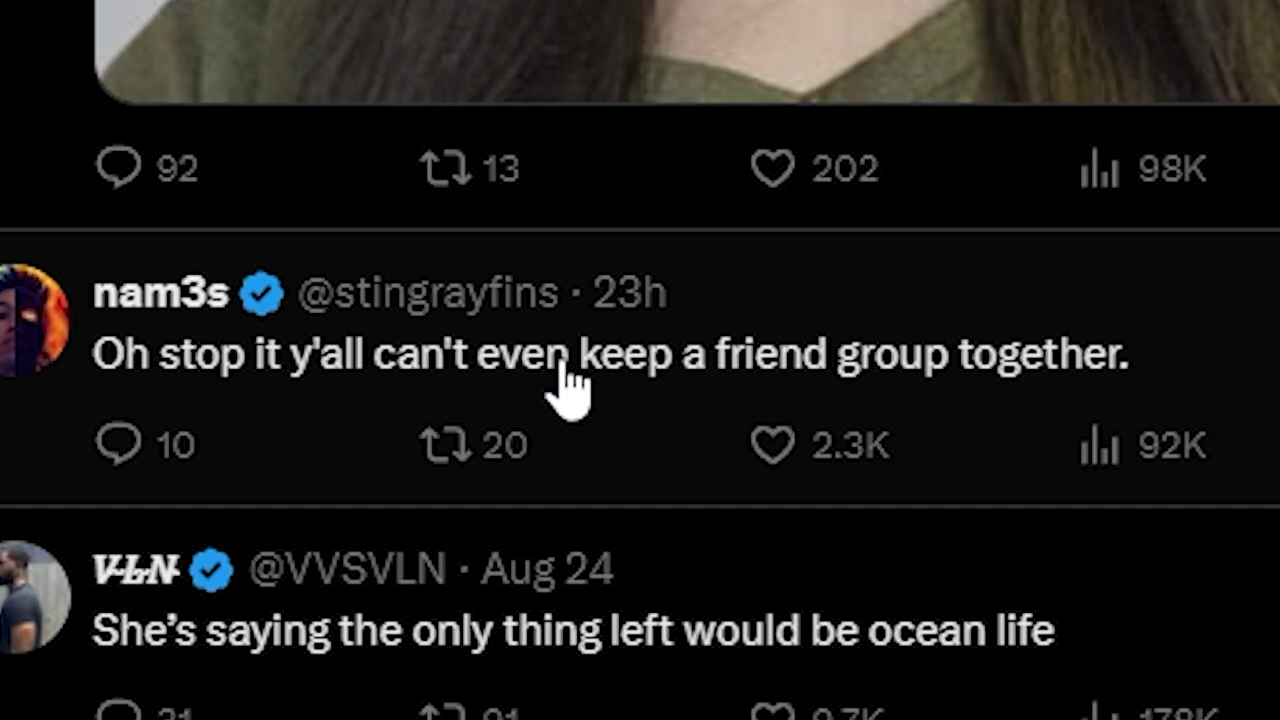 92 13 202 98K
nam3s @stingrayfins · 23h
Oh stop it y'all can't even keep a friend group together.
10 20 2.3K 92K
VLN @VVSVLN · Aug 24
She’s saying the only thing left would be ocean life